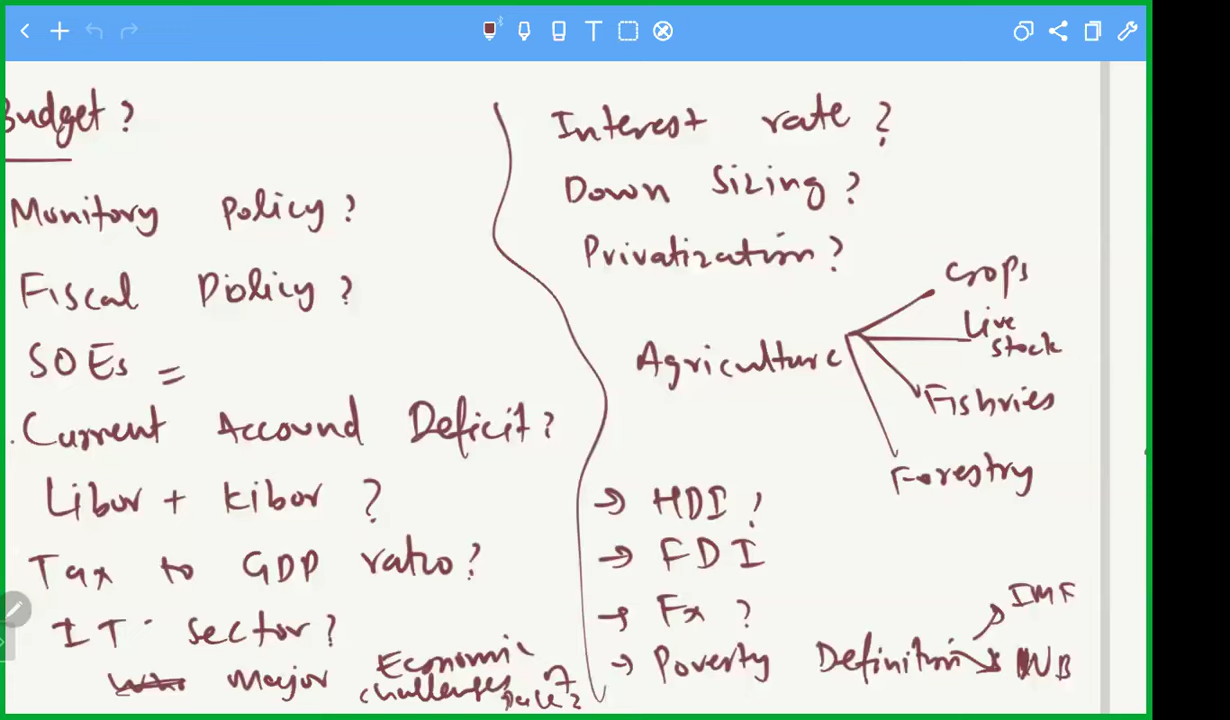 Budget?
Monitory Policy?
Fiscal Policy?
SOEs =
Current Accound Deficit?
Libor + Kibor ?
Tax to GDP ratio?
IT Sector?
Major Economic challenges
Interest rate ?
Down Sizing ?
Privatization ?
Agriculture
Crops
Live stock
Fishries
Forestry
→ HDI ?
→ FDI
→ Fx ?
→ Poverty Definition
IMF
WB